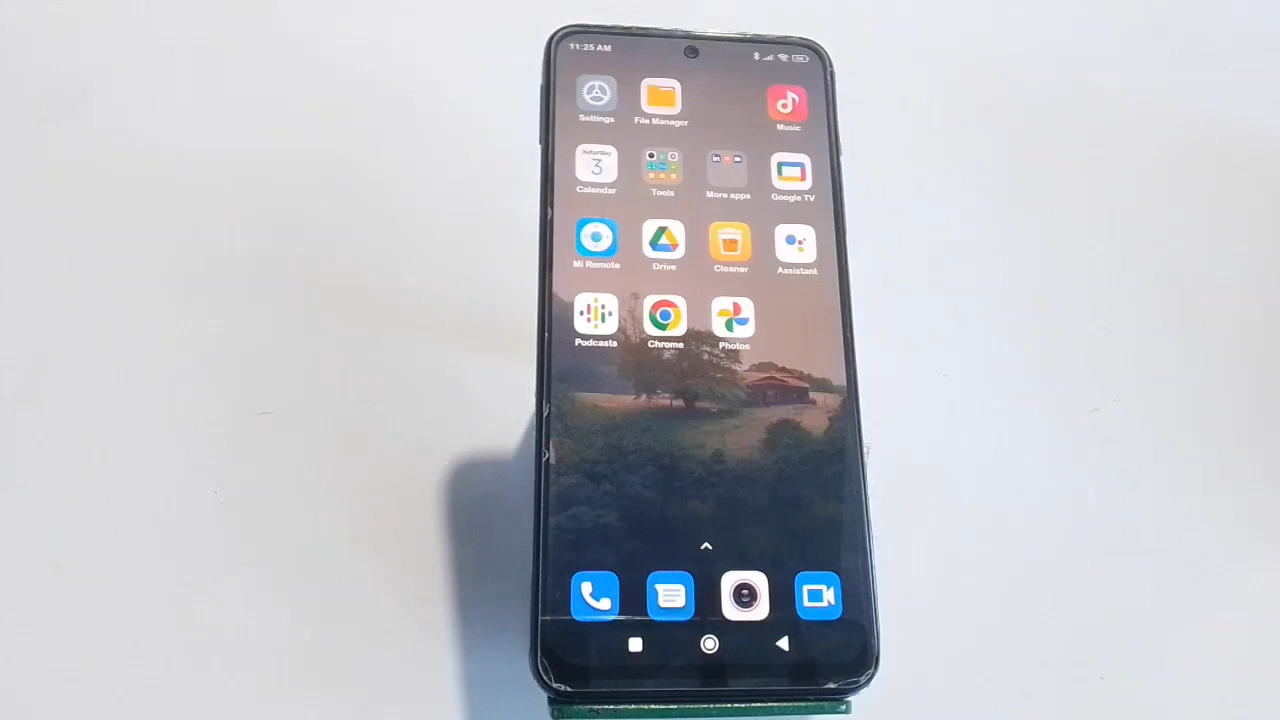 11:25 AM
Settings
File Manager
Music
Saturday
3
Calendar
Tools
in
More apps
Google TV
Mi Remote
Drive
Cleaner
Assistant
Podcasts
Chrome
Photos